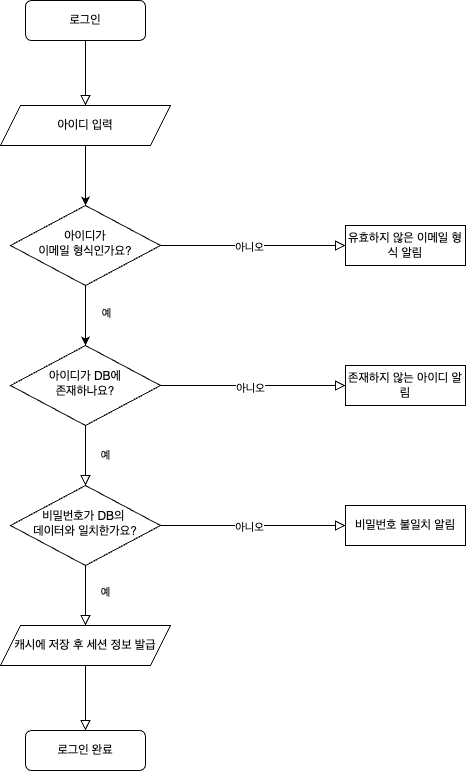 로그인
아이디 입력
아이디가
이메일 형식인가요?
아니오
유효하지 않은 이메일 형
식 알림
예
아이디가 DB에
존재하나요?
아니오
존재하지 않는 아이디 알
림
예
비밀번호가 DB의
데이터와 일치한가요?
아니오
비밀번호 불일치 알림
예
캐시에 저장 후 세션 정보 발급
로그인 완료